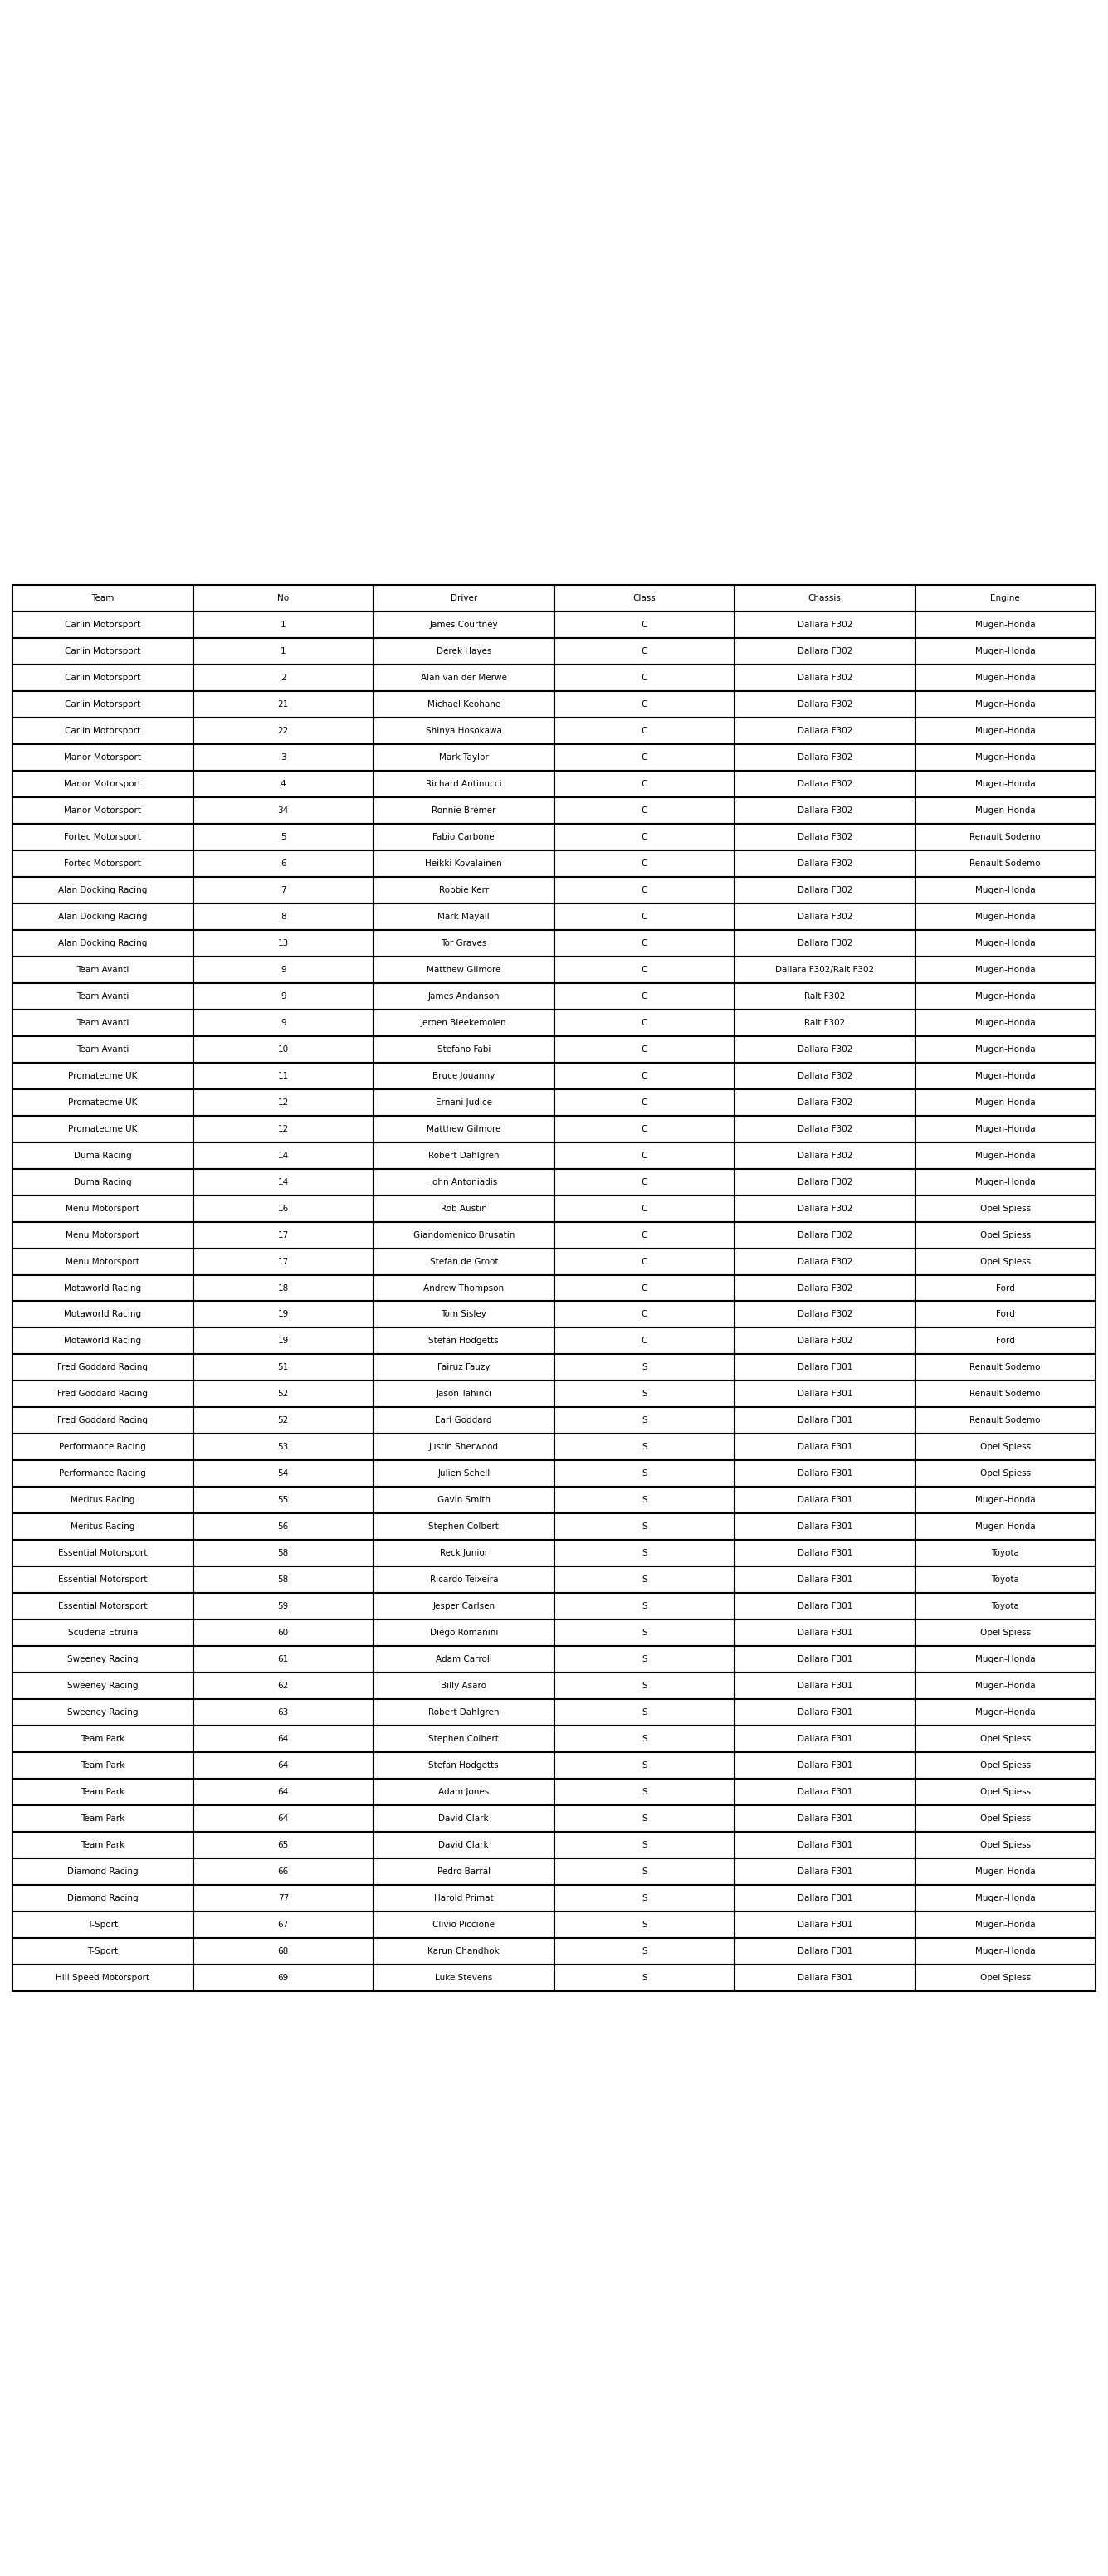 Team No Driver Class Chassis Engine
Carlin Motorsport 1 James Courtney C Dallara F302 Mugen-Honda
Carlin Motorsport 1 Derek Hayes C Dallara F302 Mugen-Honda
Carlin Motorsport 2 Alan van der Merwe C Dallara F302 Mugen-Honda
Carlin Motorsport 21 Michael Keohane C Dallara F302 Mugen-Honda
Carlin Motorsport 22 Shinya Hosokawa C Dallara F302 Mugen-Honda
Manor Motorsport 3 Mark Taylor C Dallara F302 Mugen-Honda
Manor Motorsport 4 Richard Antinucci C Dallara F302 Mugen-Honda
Manor Motorsport 34 Ronnie Bremer C Dallara F302 Mugen-Honda
Fortec Motorsport 5 Fabio Carbone C Dallara F302 Renault Sodemo
Fortec Motorsport 6 Heikki Kovalainen C Dallara F302 Renault Sodemo
Alan Docking Racing 7 Robbie Kerr C Dallara F302 Mugen-Honda
Alan Docking Racing 8 Mark Mayall C Dallara F302 Mugen-Honda
Alan Docking Racing 13 Tor Graves C Dallara F302 Mugen-Honda
Team Avanti 9 Matthew Gilmore C Dallara F302/Ralt F302 Mugen-Honda
Team Avanti 9 James Andanson C Ralt F302 Mugen-Honda
Team Avanti 9 Jeroen Bleekemolen C Ralt F302 Mugen-Honda
Team Avanti 10 Stefano Fabi C Dallara F302 Mugen-Honda
Promatecme UK 11 Bruce Jouanny C Dallara F302 Mugen-Honda
Promatecme UK 12 Ernani Judice C Dallara F302 Mugen-Honda
Promatecme UK 12 Matthew Gilmore C Dallara F302 Mugen-Honda
Duma Racing 14 Robert Dahlgren C Dallara F302 Mugen-Honda
Duma Racing 14 John Antoniadis C Dallara F302 Mugen-Honda
Menu Motorsport 16 Rob Austin C Dallara F302 Opel Spiess
Menu Motorsport 17 Giandomenico Brusatin C Dallara F302 Opel Spiess
Menu Motorsport 17 Stefan de Groot C Dallara F302 Opel Spiess
Motaworld Racing 18 Andrew Thompson C Dallara F302 Ford
Motaworld Racing 19 Tom Sisley C Dallara F302 Ford
Motaworld Racing 19 Stefan Hodgetts C Dallara F302 Ford
Fred Goddard Racing 51 Fairuz Fauzy S Dallara F301 Renault Sodemo
Fred Goddard Racing 52 Jason Tahinci S Dallara F301 Renault Sodemo
Fred Goddard Racing 52 Earl Goddard S Dallara F301 Renault Sodemo
Performance Racing 53 Justin Sherwood S Dallara F301 Opel Spiess
Performance Racing 54 Julien Schell S Dallara F301 Opel Spiess
Meritus Racing 55 Gavin Smith S Dallara F301 Mugen-Honda
Meritus Racing 56 Stephen Colbert S Dallara F301 Mugen-Honda
Essential Motorsport 58 Reck Junior S Dallara F301 Toyota
Essential Motorsport 58 Ricardo Teixeira S Dallara F301 Toyota
Essential Motorsport 59 Jesper Carlsen S Dallara F301 Toyota
Scuderia Etruria 60 Diego Romanini S Dallara F301 Opel Spiess
Sweeney Racing 61 Adam Carroll S Dallara F301 Mugen-Honda
Sweeney Racing 62 Billy Asaro S Dallara F301 Mugen-Honda
Sweeney Racing 63 Robert Dahlgren S Dallara F301 Mugen-Honda
Team Park 64 Stephen Colbert S Dallara F301 Opel Spiess
Team Park 64 Stefan Hodgetts S Dallara F301 Opel Spiess
Team Park 64 Adam Jones S Dallara F301 Opel Spiess
Team Park 64 David Clark S Dallara F301 Opel Spiess
Team Park 65 David Clark S Dallara F301 Opel Spiess
Diamond Racing 66 Pedro Barral S Dallara F301 Mugen-Honda
Diamond Racing 77 Harold Primat S Dallara F301 Mugen-Honda
T-Sport 67 Clivio Piccione S Dallara F301 Mugen-Honda
T-Sport 68 Karun Chandhok S Dallara F301 Mugen-Honda
Hill Speed Motorsport 69 Luke Stevens S Dallara F301 Opel Spiess